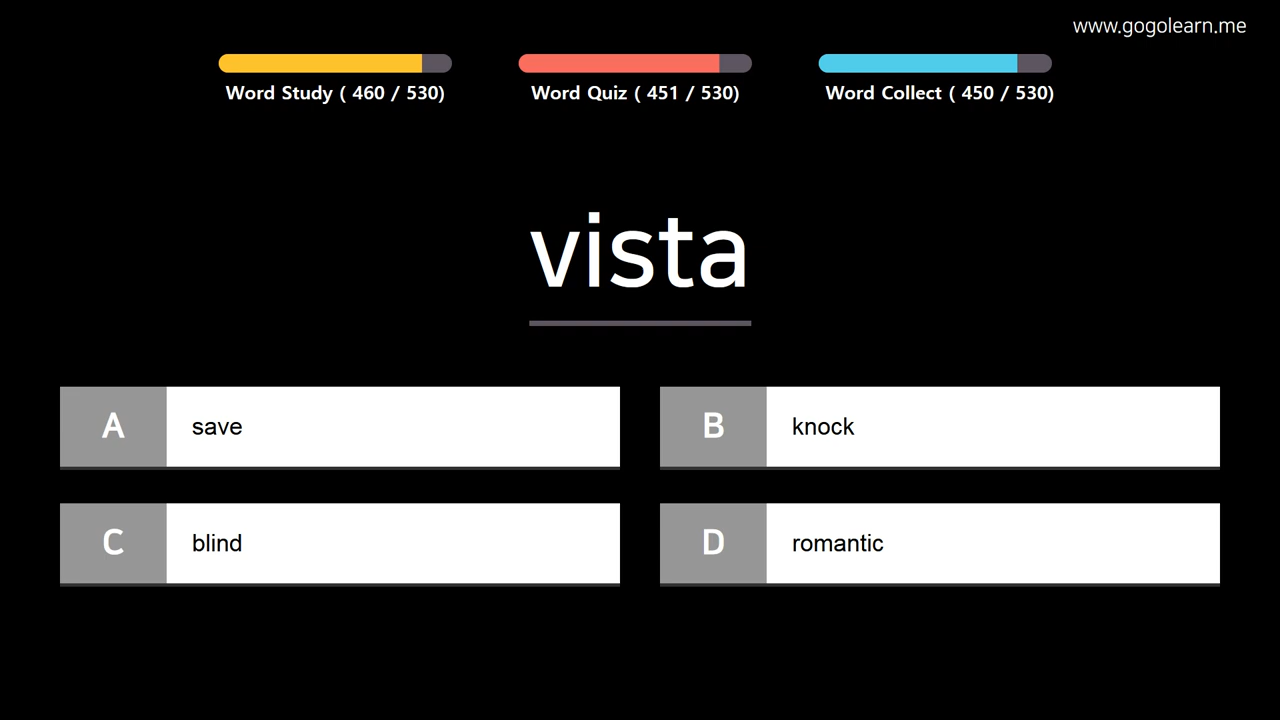 www.gogolearn.me
Word Study ( 460 / 530)
Word Quiz ( 451 / 530)
Word Collect ( 450 / 530)
vista
A save
B knock
C blind
D romantic